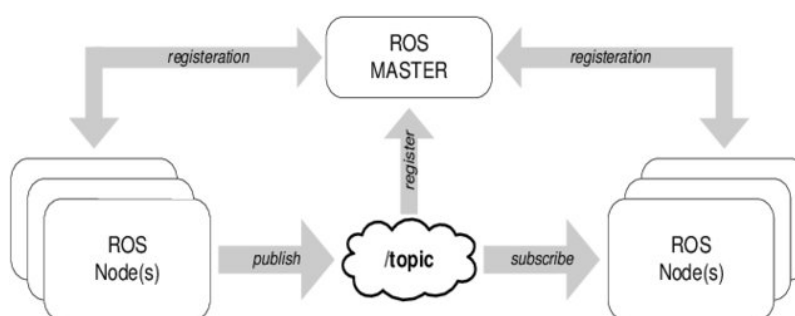 registeration
ROS
MASTER
registeration
register
ROS
Node(s)
publish
/topic
subscribe
ROS
Node(s)